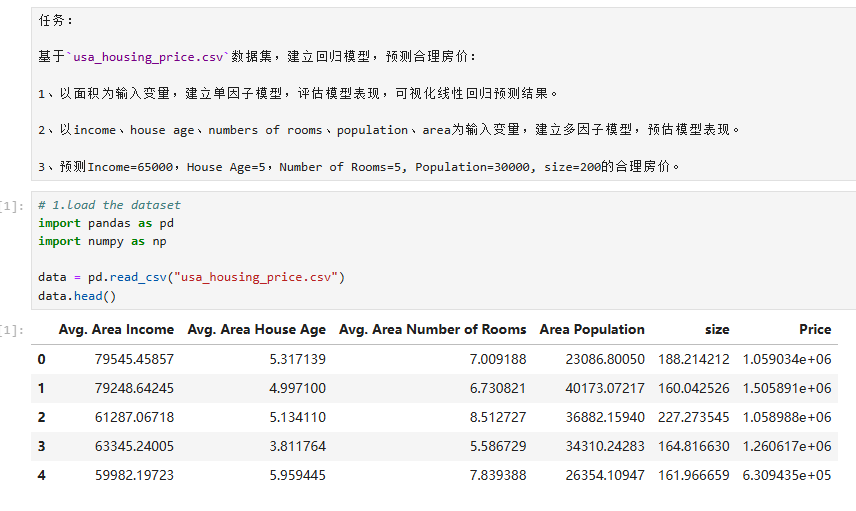 任务：
基于`usa_housing_price.csv`数据集，建立回归模型，预测合理房价：
1、以面积为输入变量，建立单因子模型，评估模型表现，可视化线性回归预测结果。
2、以income、house age、numbers of rooms、population、area为输入变量，建立多因子模型，预估模型表现。
3、预测Income=65000，House Age=5，Number of Rooms=5, Population=30000, size=200的合理房价。
[1]: # 1.load the dataset
import pandas as pd
import numpy as np
data = pd.read_csv("usa_housing_price.csv")
data.head()
[1]: Avg. Area Income Avg. Area House Age Avg. Area Number of Rooms Area Population size Price
0 79545.45857 5.317139 7.009188 23086.80050 188.214212 1.059034e+06
1 79248.64245 4.997100 6.730821 40173.07217 160.042526 1.505891e+06
2 61287.06718 5.134110 8.512727 36882.15940 227.273545 1.058988e+06
3 63345.24005 3.811764 5.586729 34310.24283 164.816630 1.260617e+06
4 59982.19723 5.959445 7.839388 26354.10947 161.966659 6.309435e+05